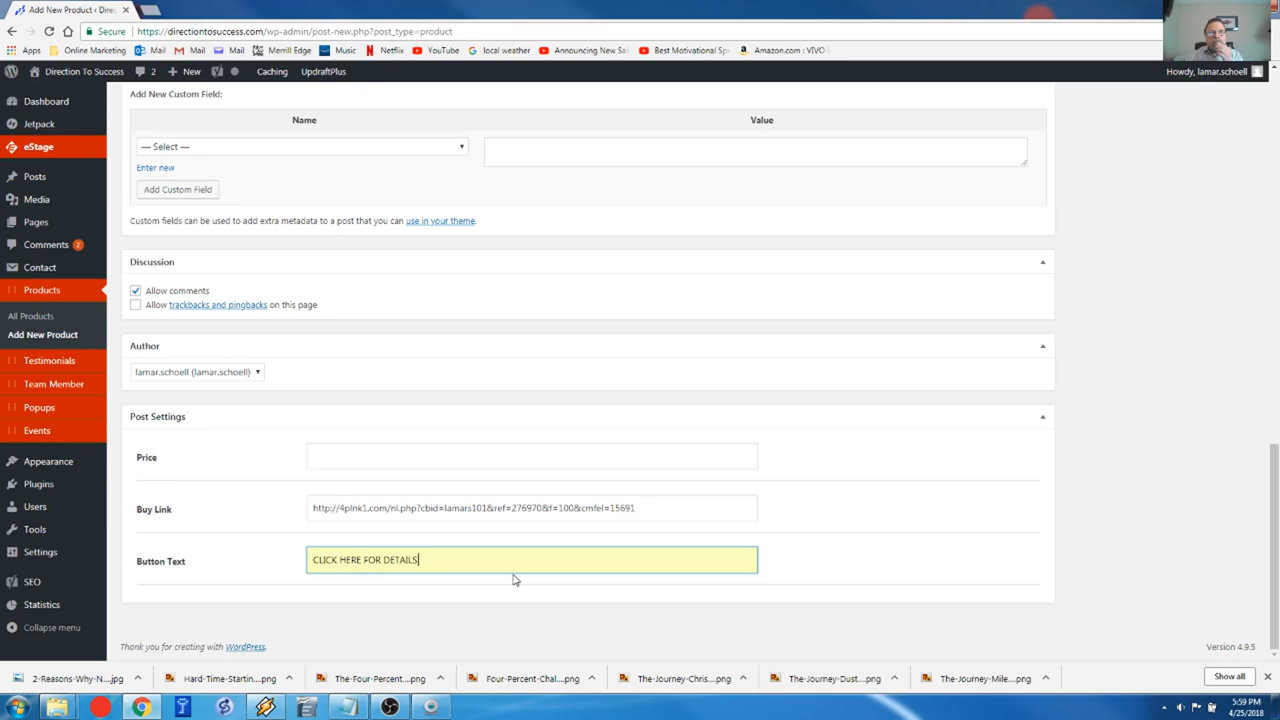 Add New Product ‹ Directi
Secure
https://directiontosuccess.com/wp-admin/post-new.php?post_type=product
Apps
Online Marketing
Mail
Mail
Mail
Merrill Edge
Music
Netflix
YouTube
local weather
Announcing New Sal
Best Motivational Sp
Amazon.com : VIVO
Direction To Success
2
New
Caching
UpdraftPlus
Howdy, lamar.schoell
Dashboard
Jetpack
eStage
Posts
Media
Pages
Comments 2
Contact
Products
All Products
Add New Product
Testimonials
Team Member
Popups
Events
Appearance
Plugins
Users
Tools
Settings
SEO
Statistics
Collapse menu
Add New Custom Field:
Name
Value
— Select —
Enter new
Add Custom Field
Custom fields can be used to add extra metadata to a post that you can use in your theme.
Discussion
Allow comments
Allow trackbacks and pingbacks on this page
Author
lamar.schoell (lamar.schoell)
Post Settings
Price
Buy Link
http://4plnk1.com/nl.php?cbid=lamars101&ref=276970&f=100&cmfel=15691
Button Text
CLICK HERE FOR DETAILS
Thank you for creating with WordPress.
Version 4.9.5
2-Reasons-Why-N....jpg
Hard-Time-Startin....png
The-Four-Percent....png
Four-Percent-Chal....png
The-Journey-Chris....png
The-Journey-Dust....png
The-Journey-Mile....png
Show all
5:59 PM
4/25/2018